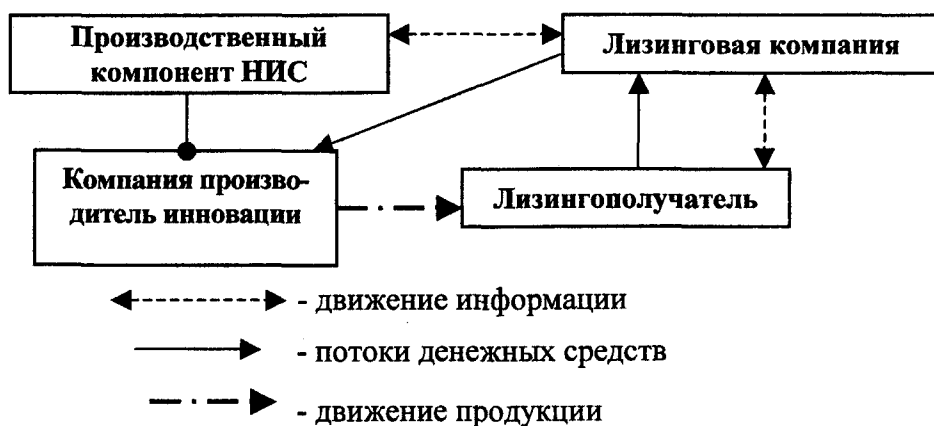 Производственный
компонент НИС
Лизинговая компания
Компания произво-
дитель инновации
Лизингополучатель
- движение информации
- потоки денежных средств
- движение продукции